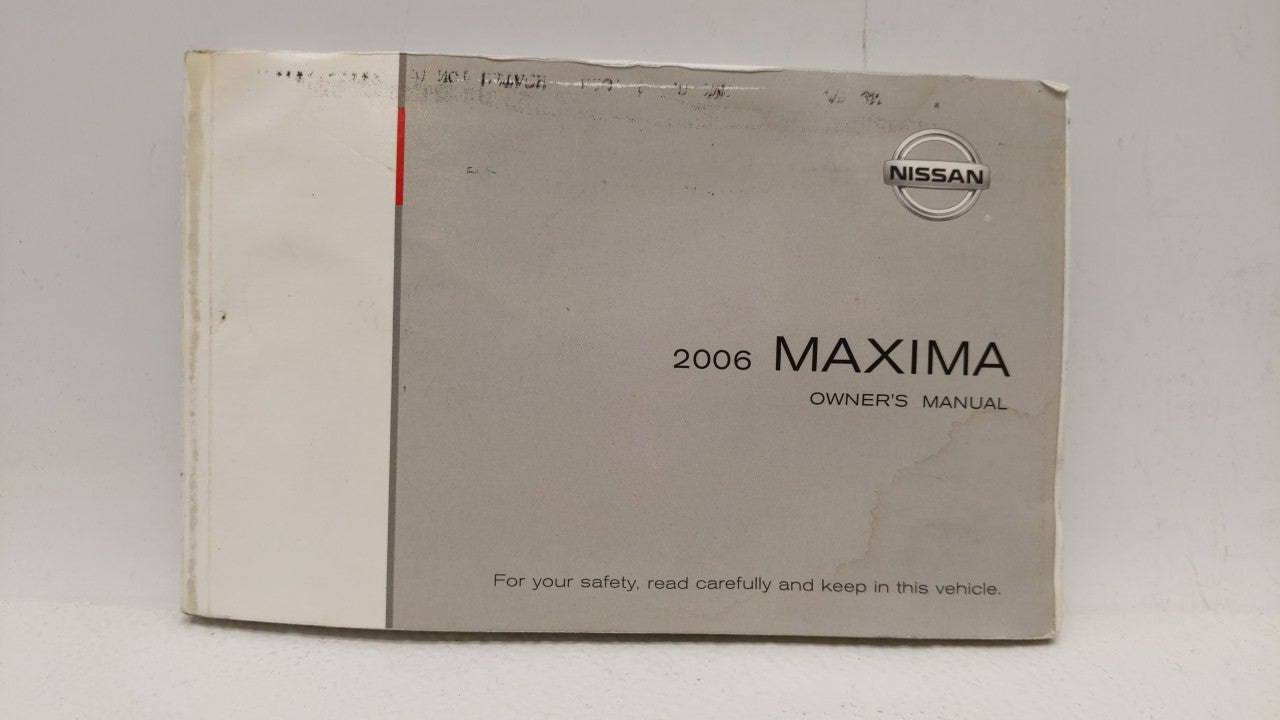 NISSAN
2006 MAXIMA
OWNER'S MANUAL
For your safety, read carefully and keep in this vehicle.